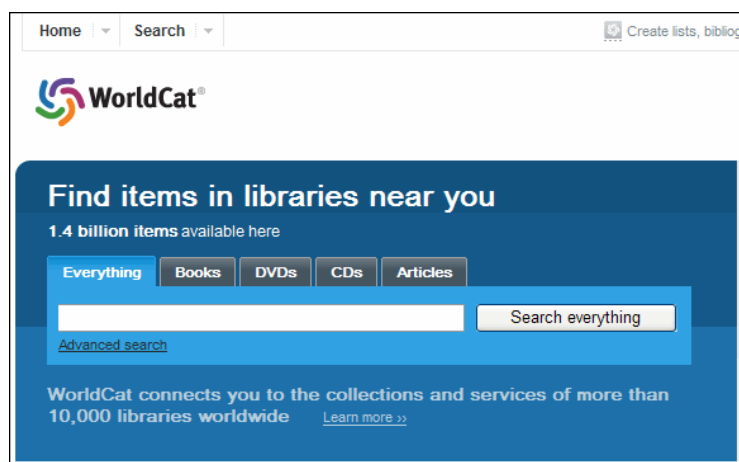 Home Search Create lists, bibliog
WorldCat®
Find items in libraries near you
1.4 billion items available here
Everything Books DVDs CDs Articles
Search everything
Advanced search
WorldCat connects you to the collections and services of more than
10,000 libraries worldwide Learn more ››